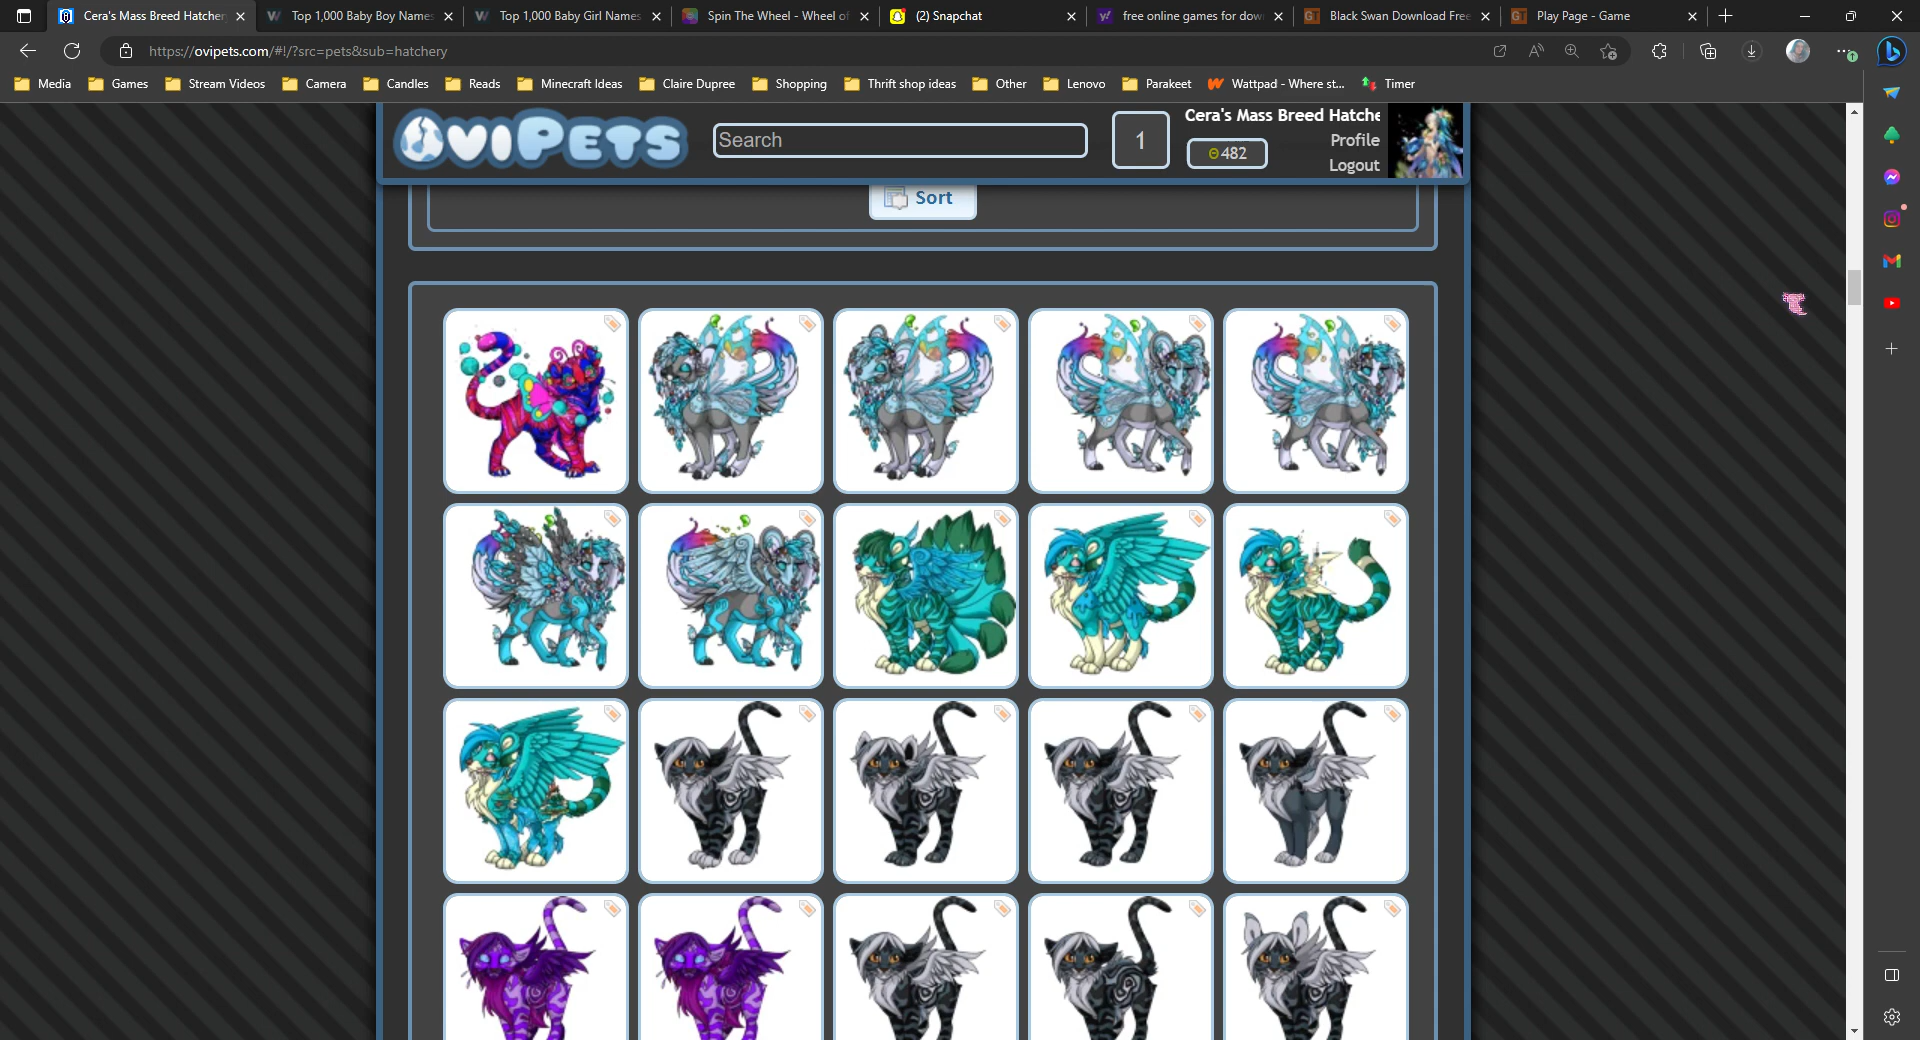 Cera's Mass Breed Hatcher
Top 1,000 Baby Boy Names
Top 1,000 Baby Girl Names
Spin The Wheel - Wheel of
(2) Snapchat
free online games for dow
Black Swan Download Free
Play Page - Game
https://ovipets.com/#!/?src=pets&sub=hatchery
Media
Games
Stream Videos
Camera
Candles
Reads
Minecraft Ideas
Claire Dupree
Shopping
Thrift shop ideas
Other
Lenovo
Parakeet
Wattpad - Where st...
Timer
OviPets
Search
1
Cera's Mass Breed Hatche
482
Profile
Logout
Sort